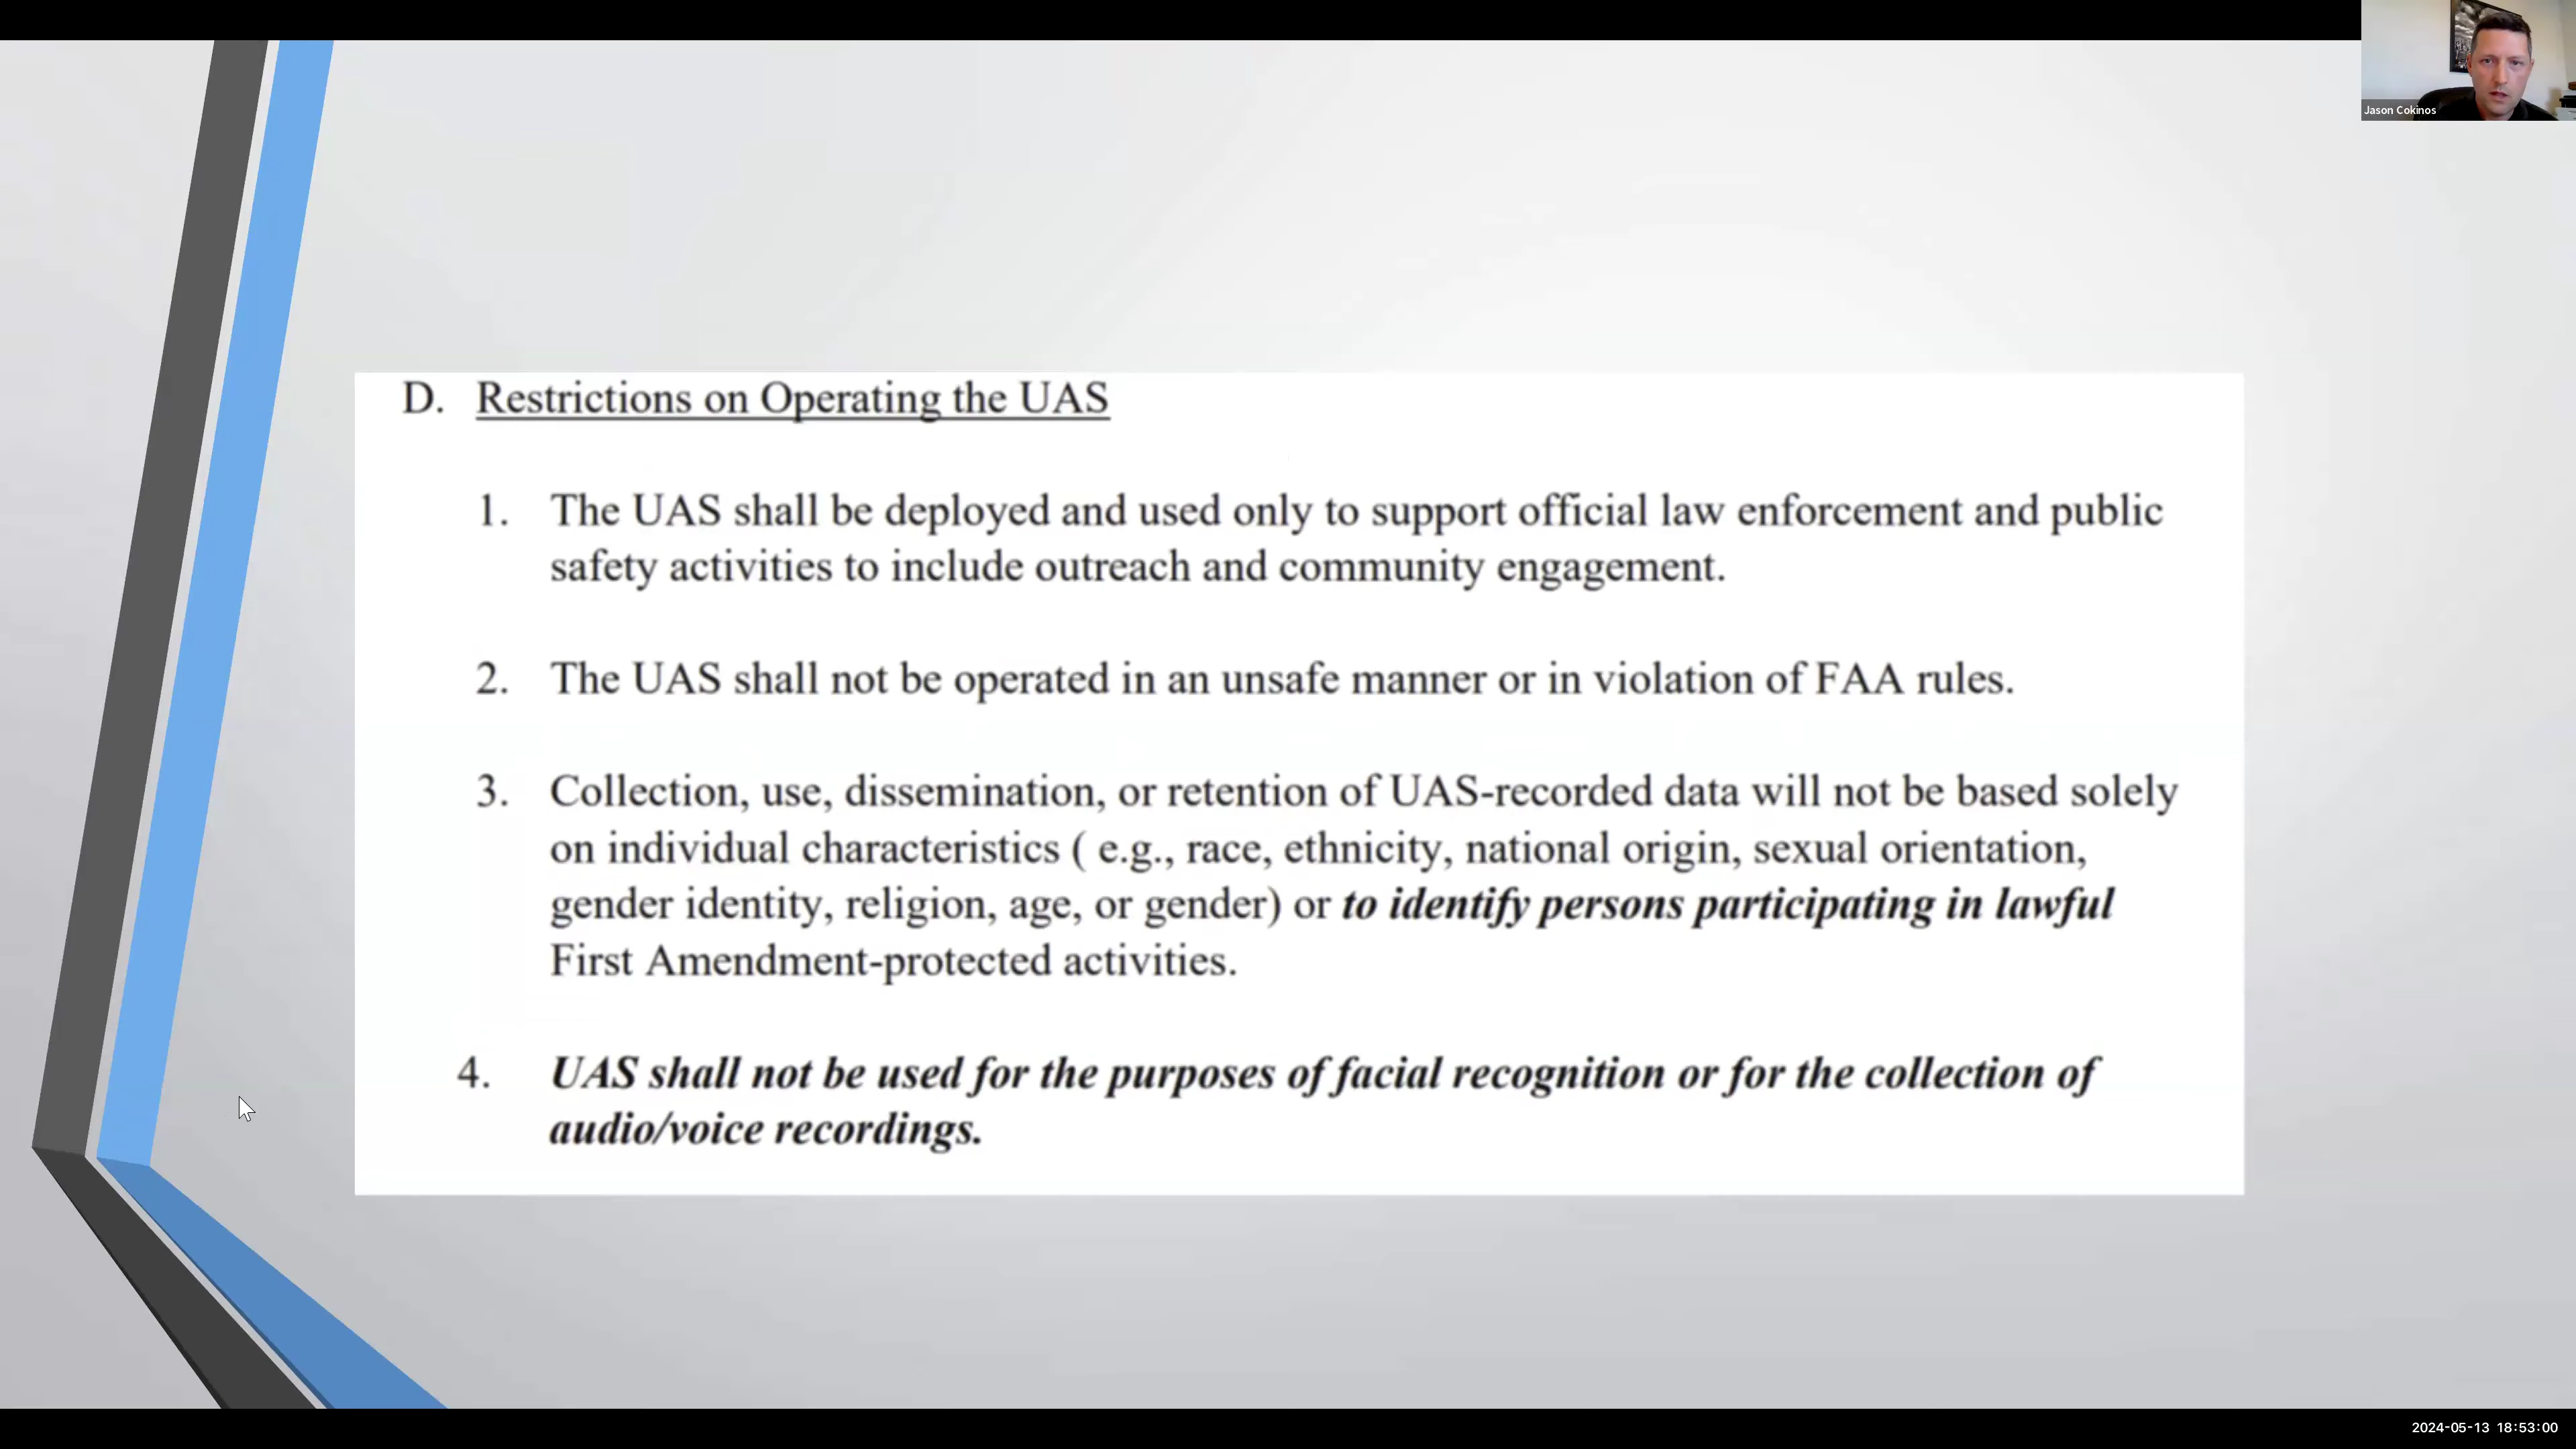 Jason Cokinos
D. Restrictions on Operating the UAS
1. The UAS shall be deployed and used only to support official law enforcement and public
safety activities to include outreach and community engagement.
2. The UAS shall not be operated in an unsafe manner or in violation of FAA rules.
3. Collection, use, dissemination, or retention of UAS-recorded data will not be based solely
on individual characteristics ( e.g., race, ethnicity, national origin, sexual orientation,
gender identity, religion, age, or gender) or to identify persons participating in lawful
First Amendment-protected activities.
4. UAS shall not be used for the purposes of facial recognition or for the collection of
audio/voice recordings.
2024-05-13 18:53:00